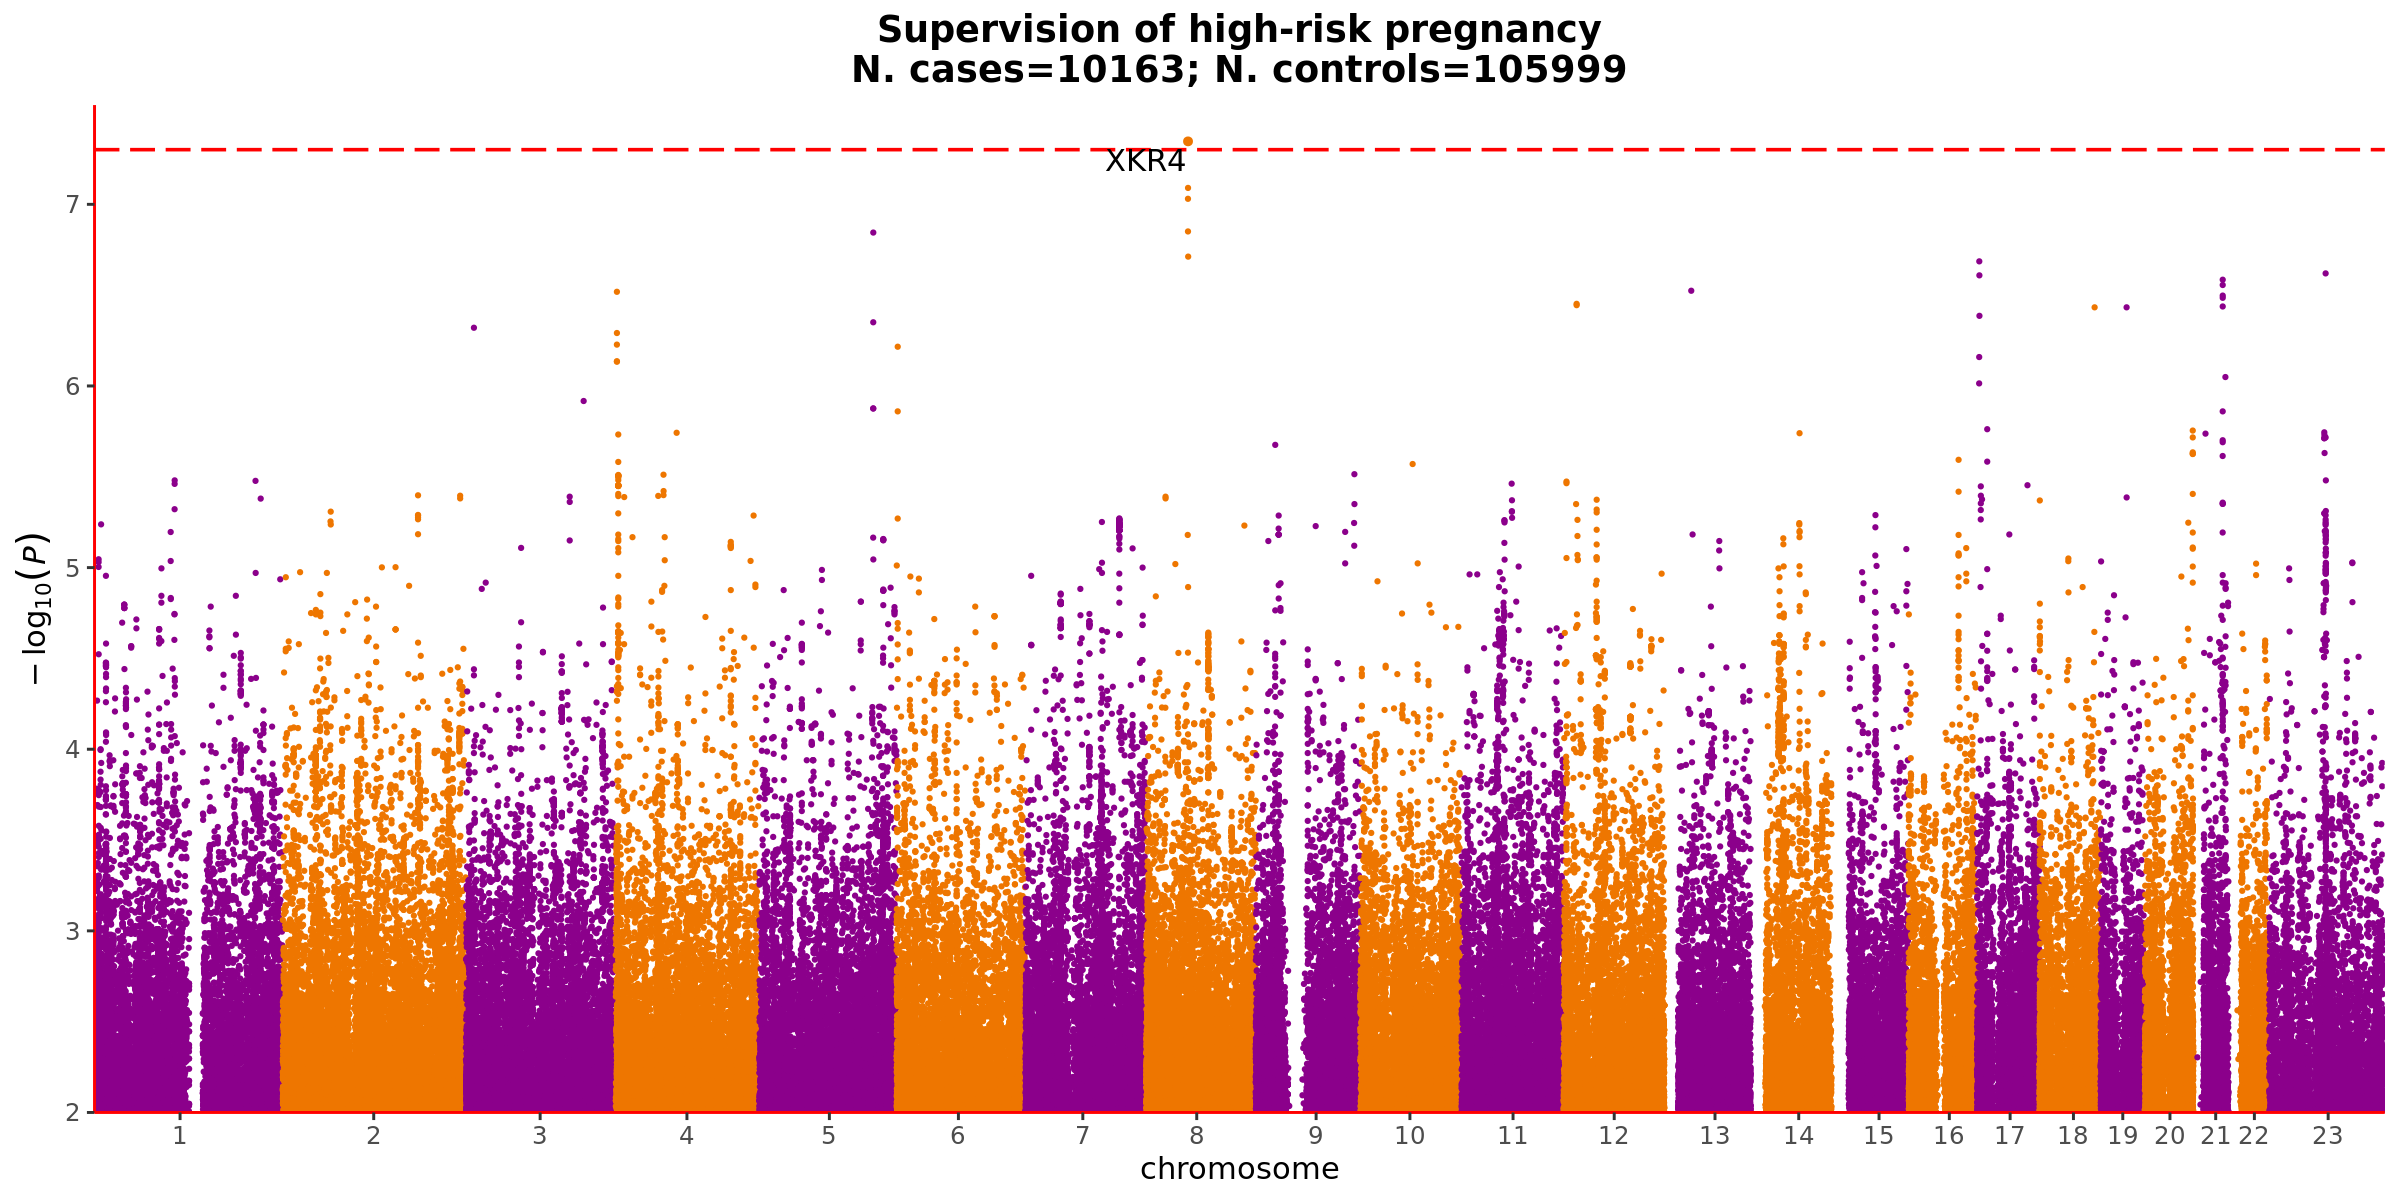 Supervision of high-risk pregnancy
N. cases=10163; N. controls=105999
XKR4
− log10(P)
7
6
5
4
3
2
1 2 3 4 5 6 7 8 9 10 11 12 13 14 15 16 17 18 19 20 21 22 23
chromosome